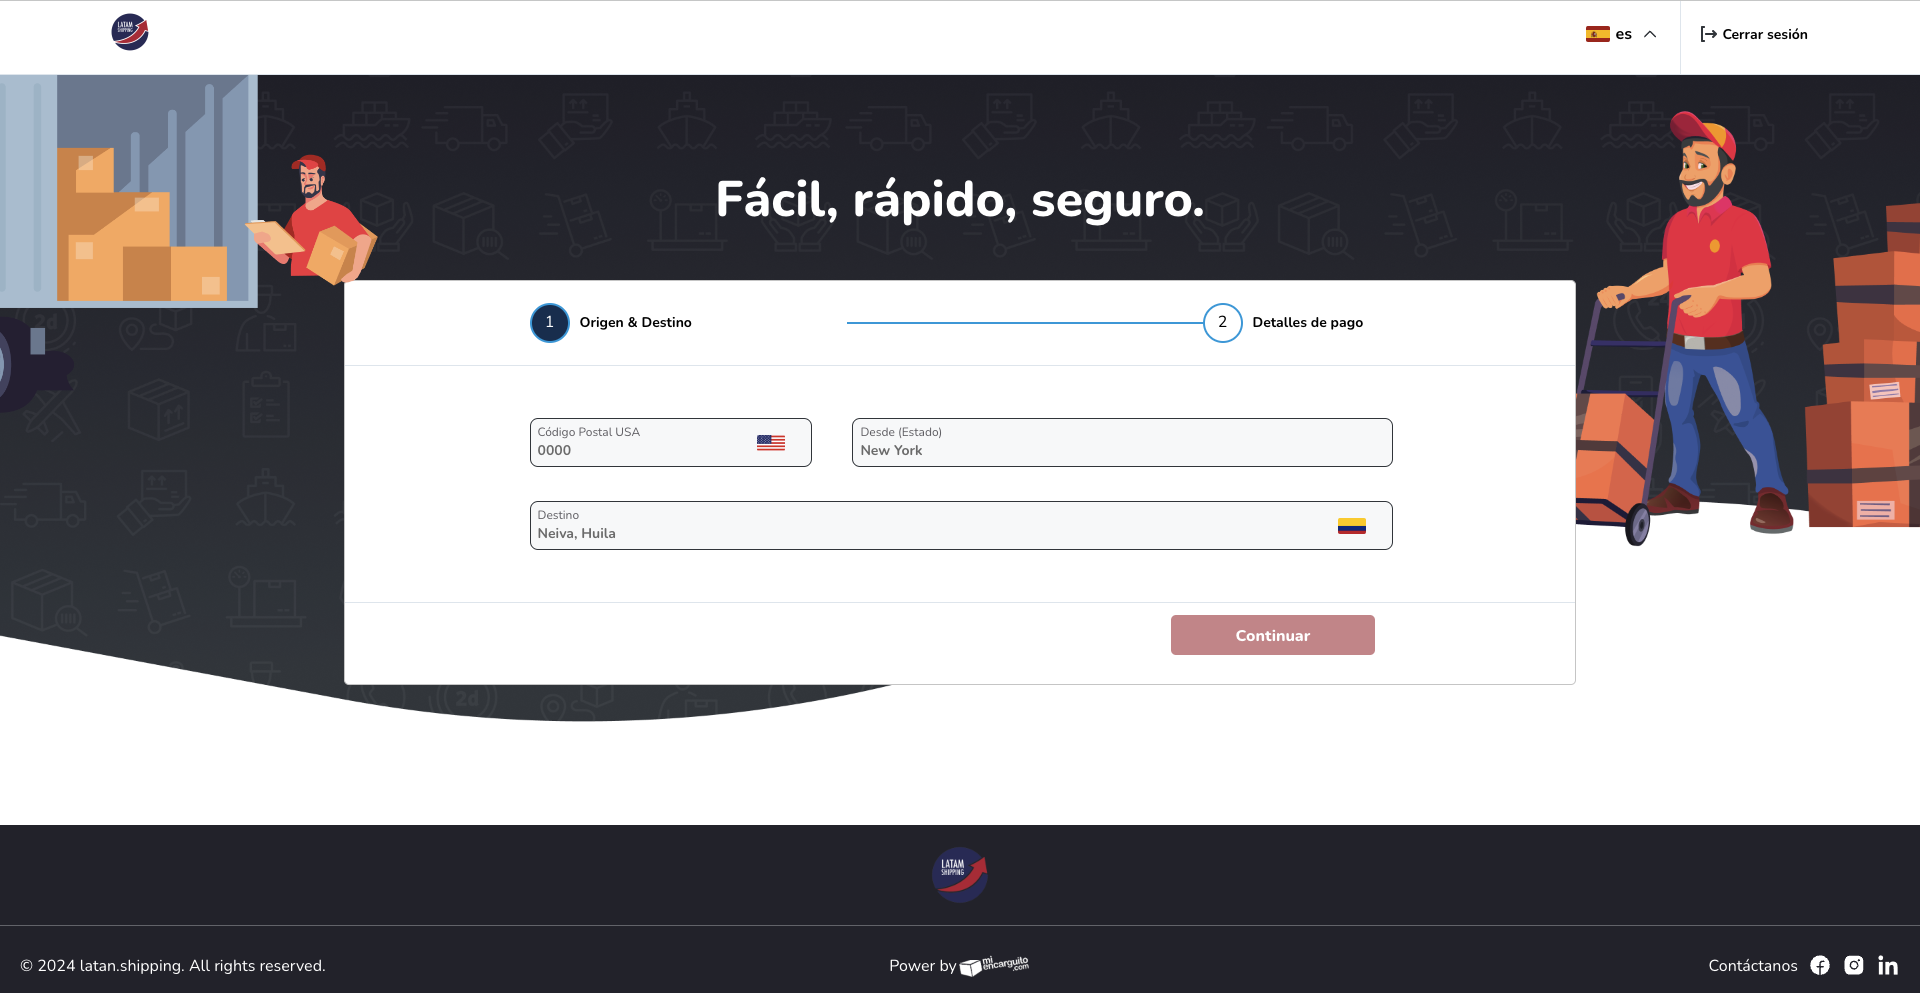 LATAM
SHIPPING
es
Cerrar sesión
Fácil, rápido, seguro.
1
Origen & Destino
2
Detalles de pago
Código Postal USA
0000
Desde (Estado)
New York
Destino
Neiva, Huila
Continuar
2d
2d
LATAM
SHIPPING
© 2024 latan.shipping. All rights reserved.
Power by
mi
encarguito
.com
Contáctanos